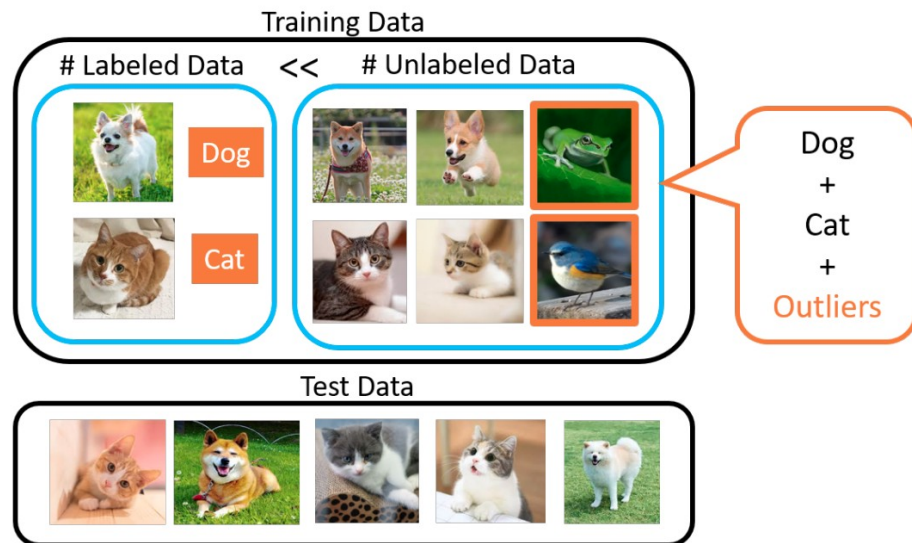 Training Data
# Labeled Data << # Unlabeled Data
Dog
Cat
Dog
+
Cat
+
Outliers
Test Data